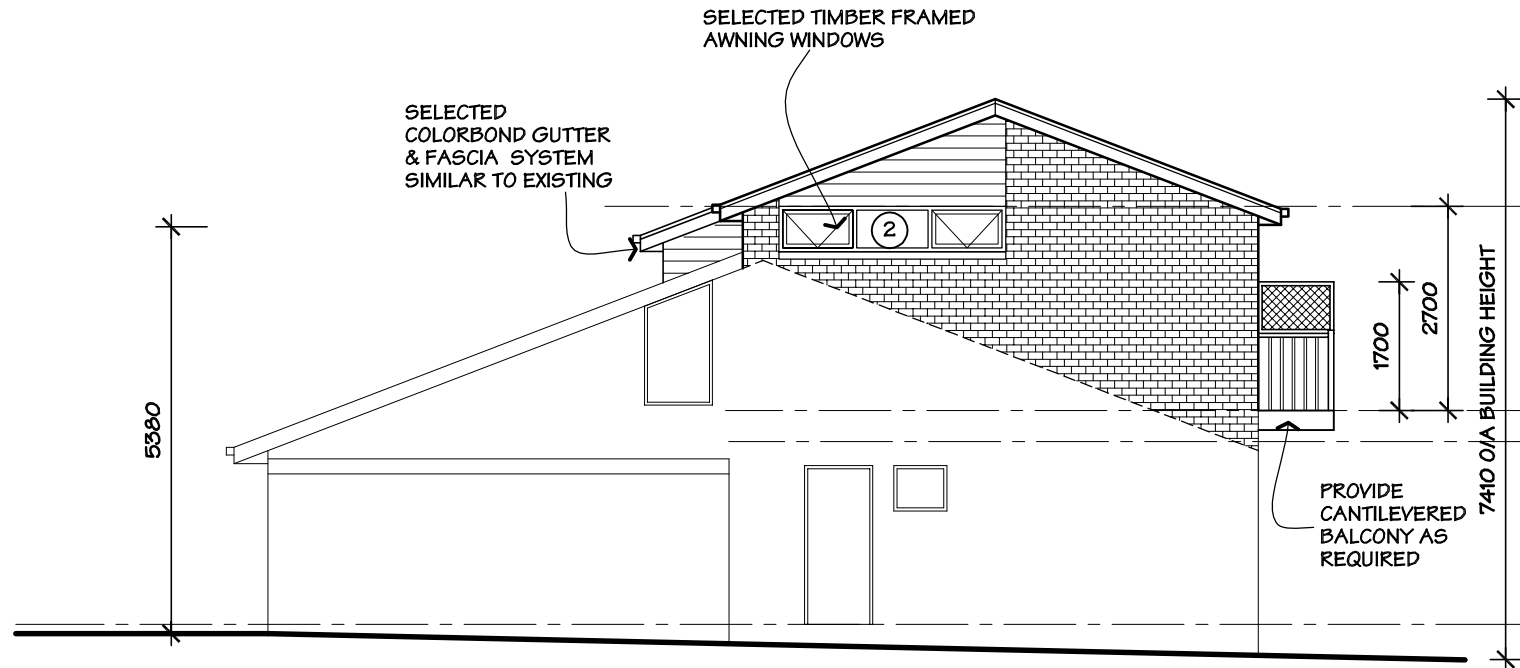 SELECTED TIMBER FRAMED
AWNING WINDOWS
SELECTED
COLORBOND GUTTER
& FASCIA SYSTEM
SIMILAR TO EXISTING
2
5380
1700
2700
7410 O/A BUILDING HEIGHT
PROVIDE
CANTILEVERED
BALCONY AS
REQUIRED